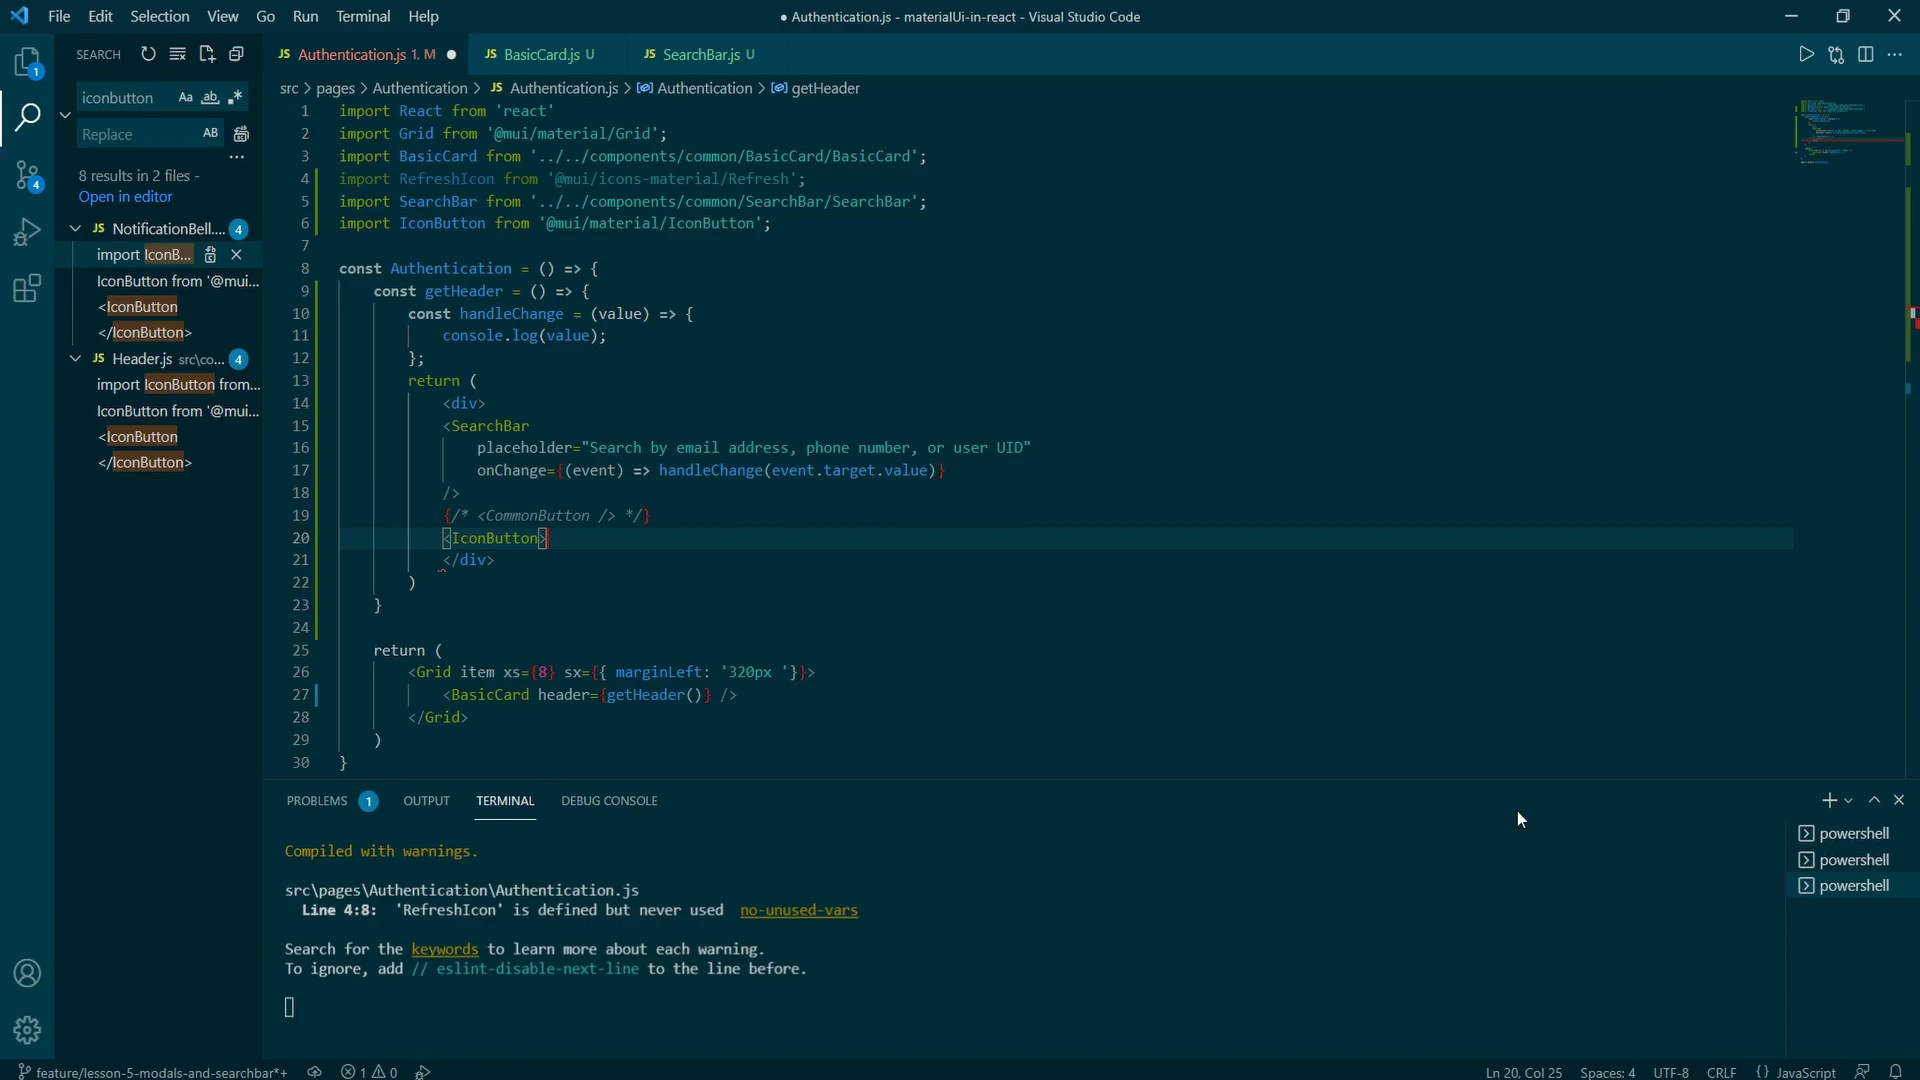 File Edit Selection View Go Run Terminal Help
● Authentication.js - materialUi-in-react - Visual Studio Code
SEARCH
JS Authentication.js 1, M
JS BasicCard.js U
JS SearchBar.js U
1
iconbutton Aa ab
Replace AB
8 results in 2 files -
Open in editor
4
JS NotificationBell.... 4
import IconB...
IconButton from '@mui...
<IconButton
</IconButton>
JS Header.js src\co... 4
import IconButton from...
IconButton from '@mui...
<IconButton
</IconButton>
src > pages > Authentication > JS Authentication.js > Authentication > getHeader
1 import React from 'react'
2 import Grid from '@mui/material/Grid';
3 import BasicCard from '../../components/common/BasicCard/BasicCard';
4 import RefreshIcon from '@mui/icons-material/Refresh';
5 import SearchBar from '../../components/common/SearchBar/SearchBar';
6 import IconButton from '@mui/material/IconButton';
7
8 const Authentication = () => {
9 const getHeader = () => {
10 const handleChange = (value) => {
11 console.log(value);
12 };
13 return (
14 <div>
15 <SearchBar
16 placeholder="Search by email address, phone number, or user UID"
17 onChange={(event) => handleChange(event.target.value)}
18 />
19 {/* <CommonButton /> */}
20 <IconButton>
21 </div>
22 )
23 }
24
25 return (
26 <Grid item xs={8} sx={{ marginLeft: '320px '}}>
27 <BasicCard header={getHeader()} />
28 </Grid>
29 )
30 }
PROBLEMS 1 OUTPUT TERMINAL DEBUG CONSOLE
Compiled with warnings.
src\pages\Authentication\Authentication.js
Line 4:8: 'RefreshIcon' is defined but never used no-unused-vars
Search for the keywords to learn more about each warning.
To ignore, add // eslint-disable-next-line to the line before.
powershell
powershell
powershell
feature/lesson-5-modals-and-searchbar*+ 1 0
Ln 20, Col 25 Spaces: 4 UTF-8 CRLF {} JavaScript